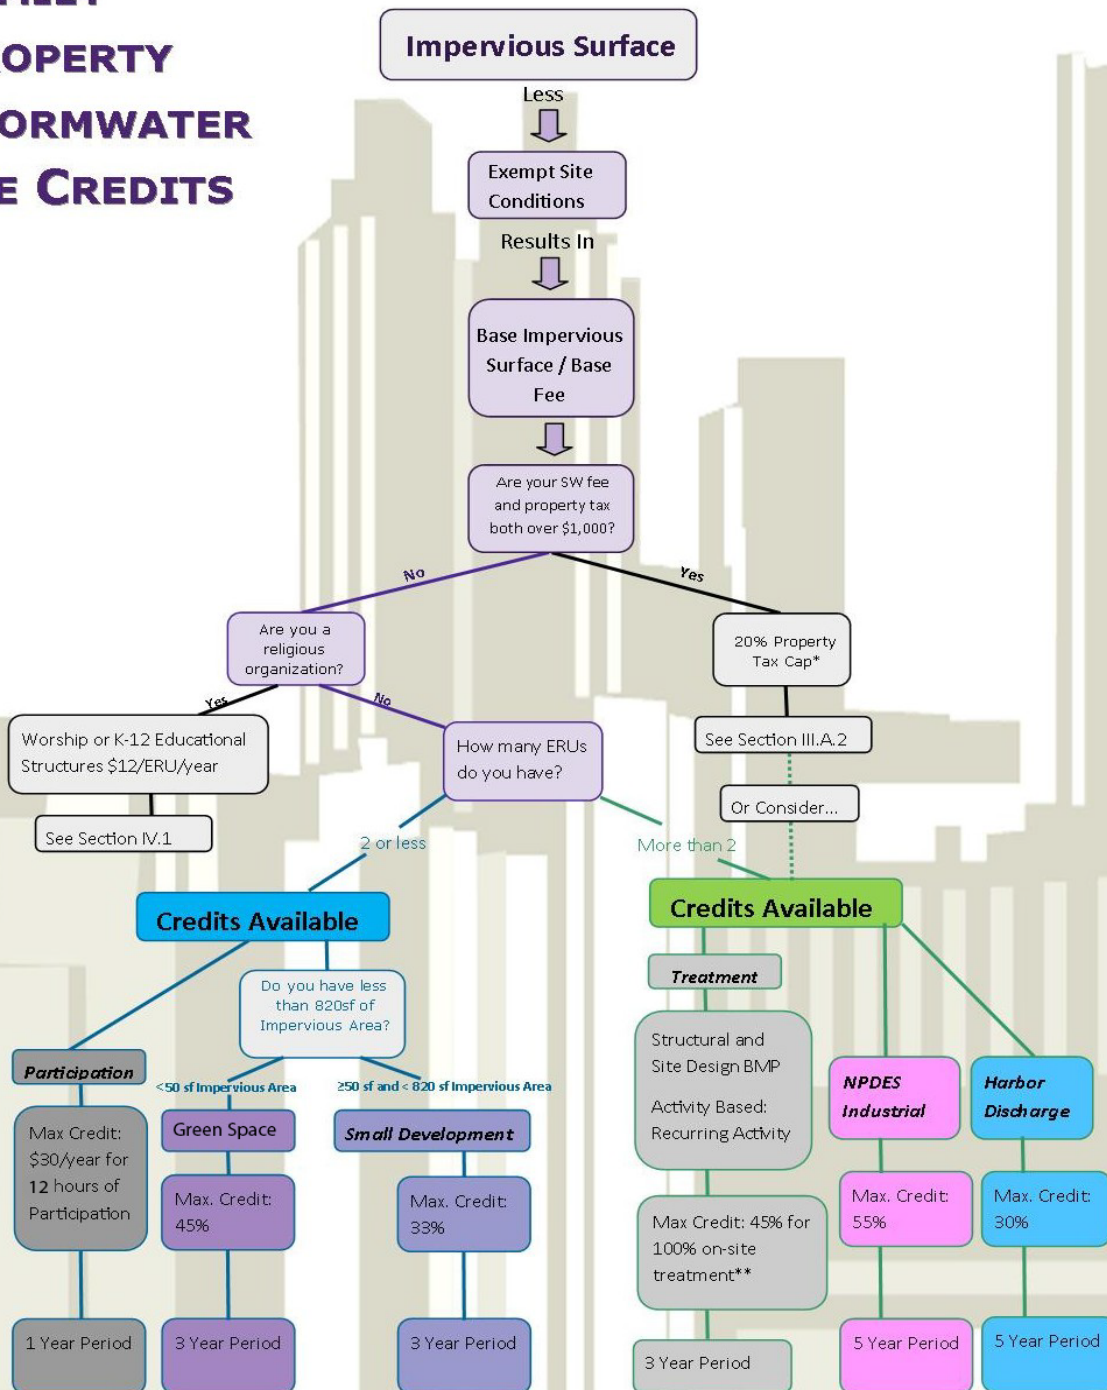 OPERTY
ORMWATER
E CREDITS
Impervious Surface
Less
Exempt Site
Conditions
Results In
Base Impervious
Surface / Base
Fee
Are your SW fee
and property tax
both over $1,000?
No
Yes
Are you a
religious
organization?
20% Property
Tax Cap*
Yes
No
Worship or K-12 Educational
Structures $12/ERU/year
See Section IV.1
How many ERUs
do you have?
See Section III.A.2
Or Consider...
2 or less
More than 2
Credits Available
Do you have less
than 820sf of
Impervious Area?
Participation
Max Credit:
$30/year for
12 hours of
Participation
1 Year Period
<50 sf Impervious Area
Green Space
Max. Credit:
45%
3 Year Period
≥50 sf and < 820 sf Impervious Area
Small Development
Max. Credit:
33%
3 Year Period
Credits Available
Treatment
Structural and
Site Design BMP
Activity Based:
Recurring Activity
Max Credit: 45% for
100% on-site
treatment**
3 Year Period
NPDES
Industrial
Max. Credit:
55%
5 Year Period
Harbor
Discharge
Max. Credit:
30%
5 Year Period